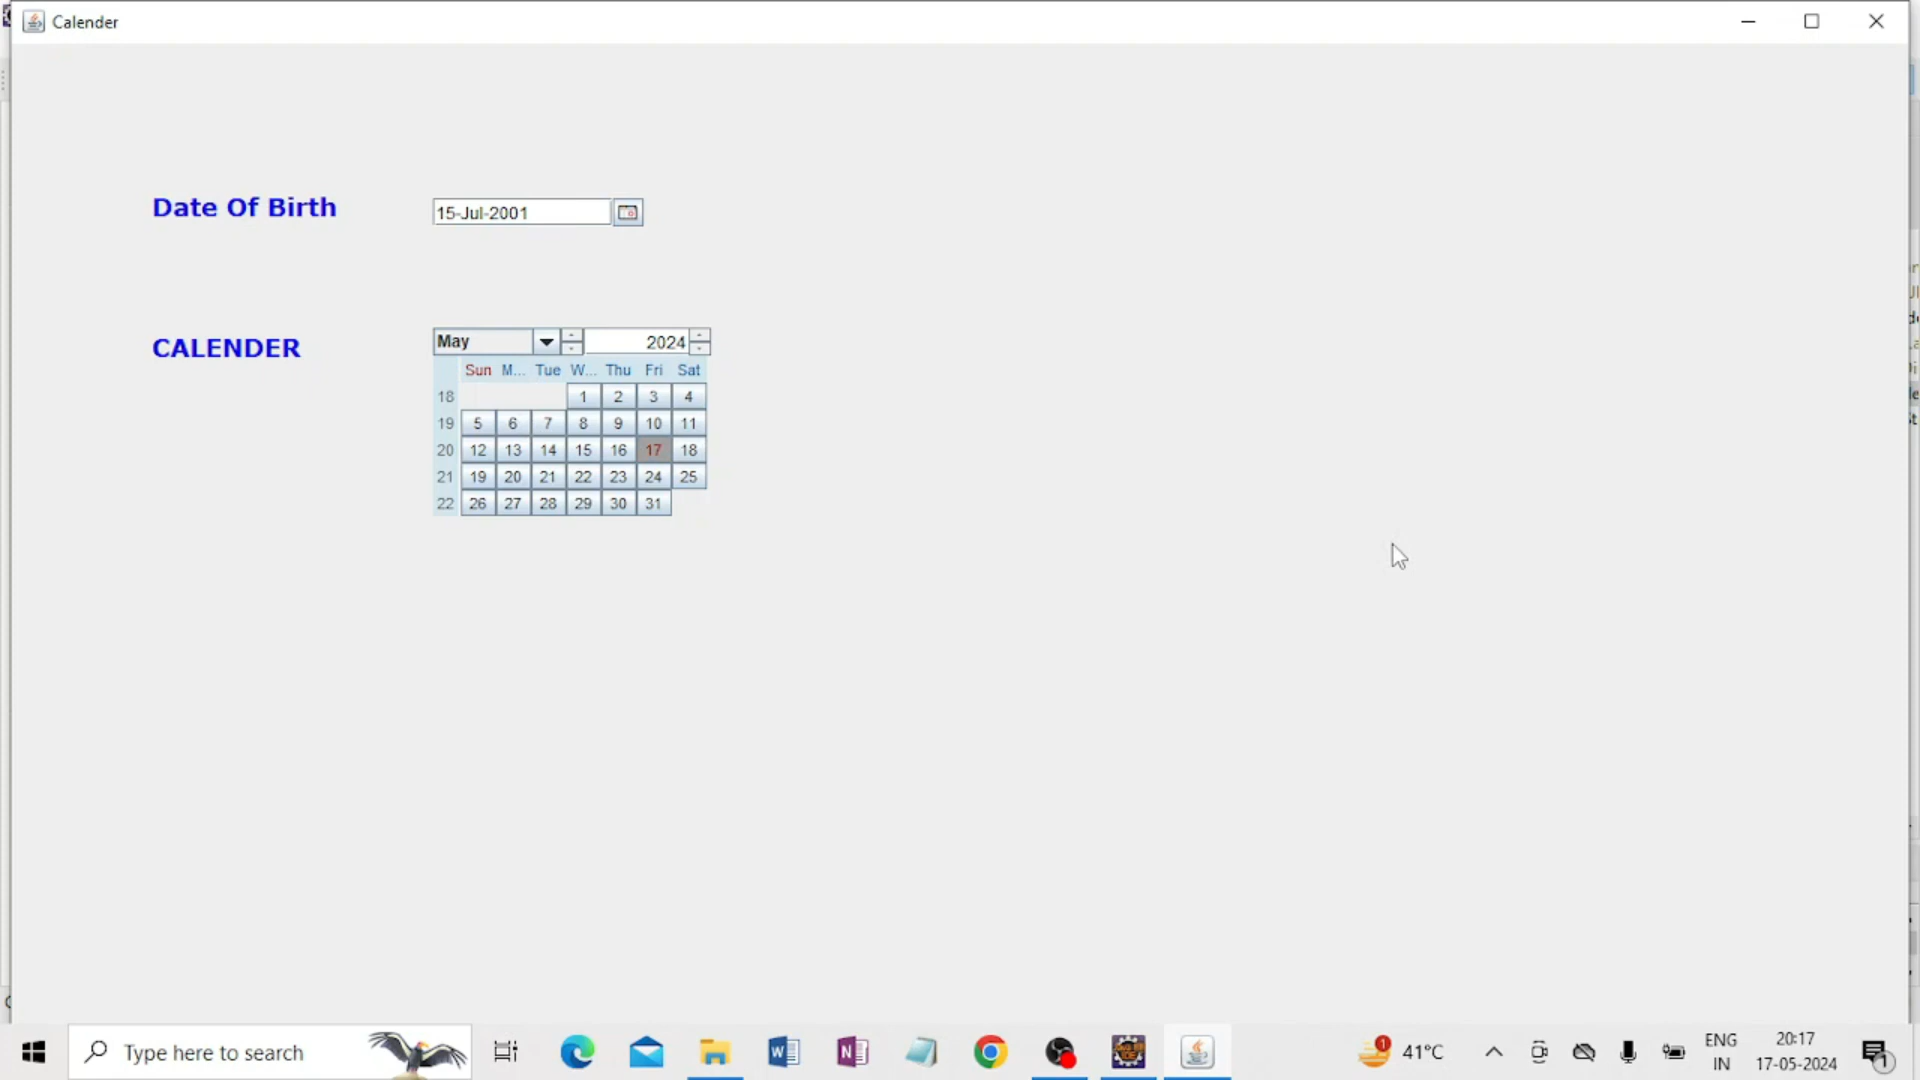 Calender
Date Of Birth
15-Jul-2001
CALENDER
May 2024
Sun M... Tue W... Thu Fri Sat
18 1 2 3 4
19 5 6 7 8 9 10 11
20 12 13 14 15 16 17 18
21 19 20 21 22 23 24 25
22 26 27 28 29 30 31
Type here to search
1
41°C
ENG
IN
20:17
17-05-2024
1